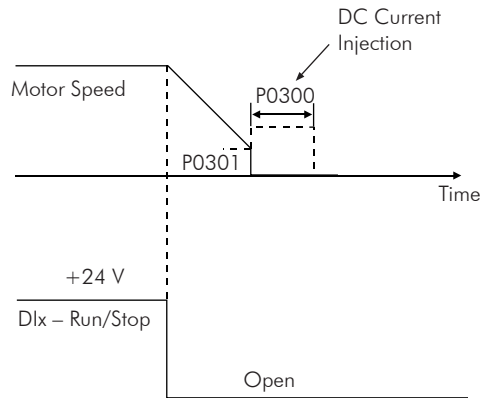 DC Current
Injection
Motor Speed
P0300
P0301
Time
+24 V
DIx – Run/Stop
Open